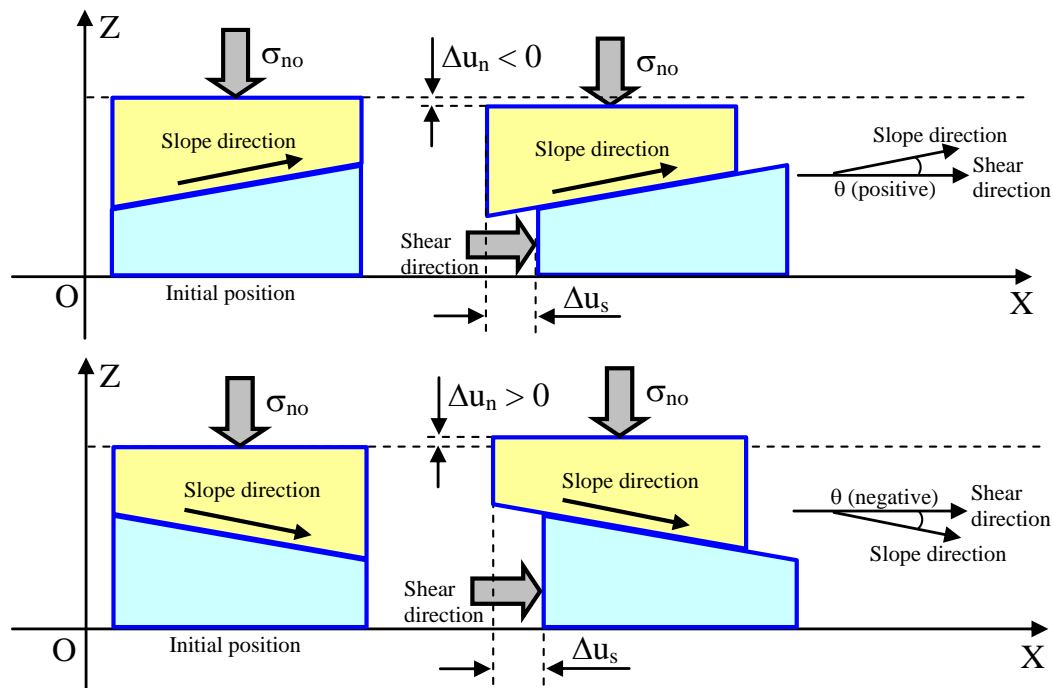 Z
σno
Δun < 0
σno
Slope direction
Slope direction
Slope direction
Shear
direction
θ (positive)
Shear
direction
O
Initial position
X
Δus
Z
σno
Δun > 0
σno
Slope direction
Slope direction
θ (negative)
Shear
direction
Slope direction
Shear
direction
O
Initial position
X
Δus